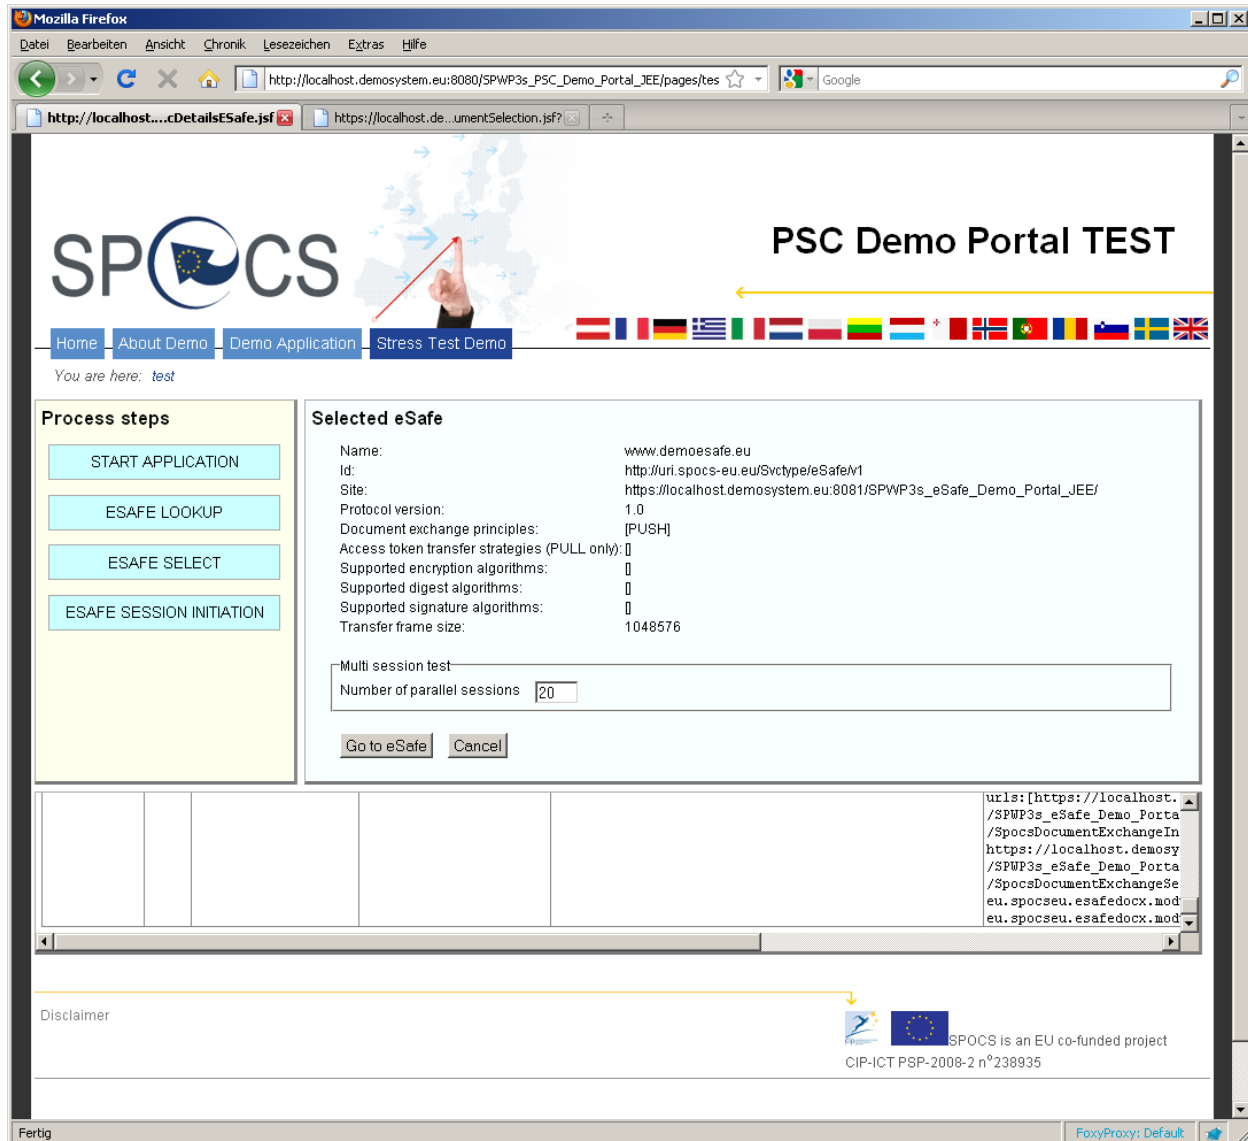 Mozilla Firefox
Datei Bearbeiten Ansicht Chronik Lesezeichen Extras Hilfe
http://localhost.demosystem.eu:8080/SPWP3s_PSC_Demo_Portal_JEE/pages/tes Google
http://localhost....cDetailsESafe.jsf https://localhost.de...umentSelection.jsf?
SPOCS
PSC Demo Portal TEST
Home About Demo Demo Application Stress Test Demo
You are here: test
Process steps
START APPLICATION
ESAFE LOOKUP
ESAFE SELECT
ESAFE SESSION INITIATION
Selected eSafe
Name: www.demoesafe.eu
Id: http://uri.spocs-eu.eu/Svctype/eSafe/v1
Site: https://localhost.demosystem.eu:8081/SPWP3s_eSafe_Demo_Portal_JEE/
Protocol version: 1.0
Document exchange principles: [PUSH]
Access token transfer strategies (PULL only): []
Supported encryption algorithms: []
Supported digest algorithms: []
Supported signature algorithms: []
Transfer frame size: 1048576
Multi session test
Number of parallel sessions 20
Go to eSafe Cancel
urls:[https://localhost.
/SPWP3s_eSafe_Demo_Porta
/SpocsDocumentExchangeIn
https://localhost.demosy
/SPWP3s_eSafe_Demo_Porta
/SpocsDocumentExchangeSe
eu.spocseu.esafedocx.mod
eu.spocseu.esafedocx.mod
Disclaimer
SPOCS is an EU co-funded project
CIP-ICT PSP-2008-2 n°238935
Fertig FoxyProxy: Default